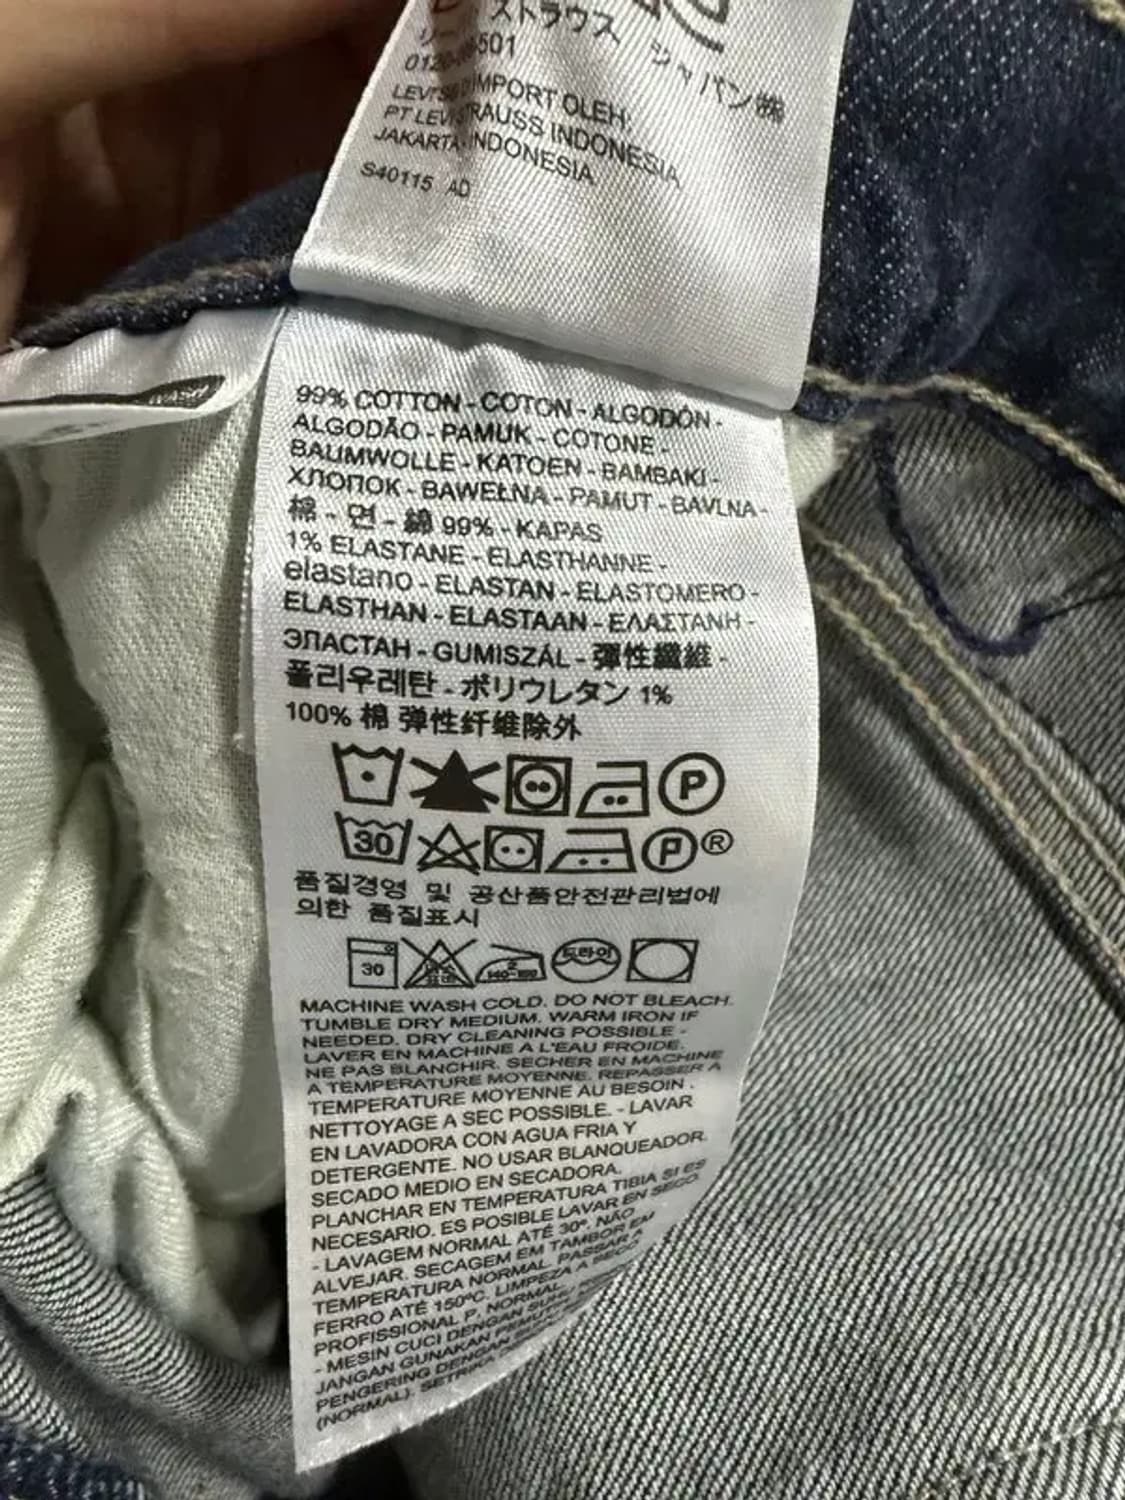 ストラウス ジャパン㈱
501
IMPORT OLEH:
PT LEVI STRAUSS INDONESIA
JAKARTA-INDONESIA
S40115 AD
WASH
99% COTTON - COTON - ALGODÓN -
ALGODÃO - PAMUK - COTONE -
BAUMWOLLE - KATOEN - BAMBAKI -
ХЛОПОК - BAWEŁNA - PAMUT - BAVLNA -
棉 - 면 - 綿 99% - KAPAS
1% ELASTANE - ELASTHANNE -
elastano - ELASTAN - ELASTOMERO -
ELASTHAN - ELASTAAN - ΕΛΑΣΤΑΝΗ -
ЭЛАСТАН - GUMISZÁL - 彈性纖維 -
폴리우레탄 - ポリウレタン 1%
100% 棉 弹性纤维除外
P
30 P ®
품질경영 및 공산품안전관리법에
의한 품질표시
30 드라이
MACHINE WASH COLD. DO NOT BLEACH.
TUMBLE DRY MEDIUM. WARM IRON IF
NEEDED. DRY CLEANING POSSIBLE -
LAVER EN MACHINE A L'EAU FROIDE.
NE PAS BLANCHIR. SECHER EN MACHINE
A TEMPERATURE MOYENNE. REPASSER A
TEMPERATURE MOYENNE AU BESOIN.
NETTOYAGE A SEC POSSIBLE. - LAVAR
EN LAVADORA CON AGUA FRIA Y
DETERGENTE. NO USAR BLANQUEADOR.
SECADO MEDIO EN SECADORA.
PLANCHAR EN TEMPERATURA TIBIA SI ES
NECESARIO. ES POSIBLE LAVAR EN SECO.
- LAVAGEM NORMAL ATÉ 30º. NÃO
ALVEJAR. SECAGEM EM TAMBOR EM
TEMPERATURA NORMAL. PASSAR A
FERRO ATÉ 150ºC. LIMPEZA A SECO
PROFISSIONAL P, NORMAL.
- MESIN CUCI DENGAN SUHU
JANGAN GUNAKAN
PENGERING DENGAN
(NORMAL). SETRIKA